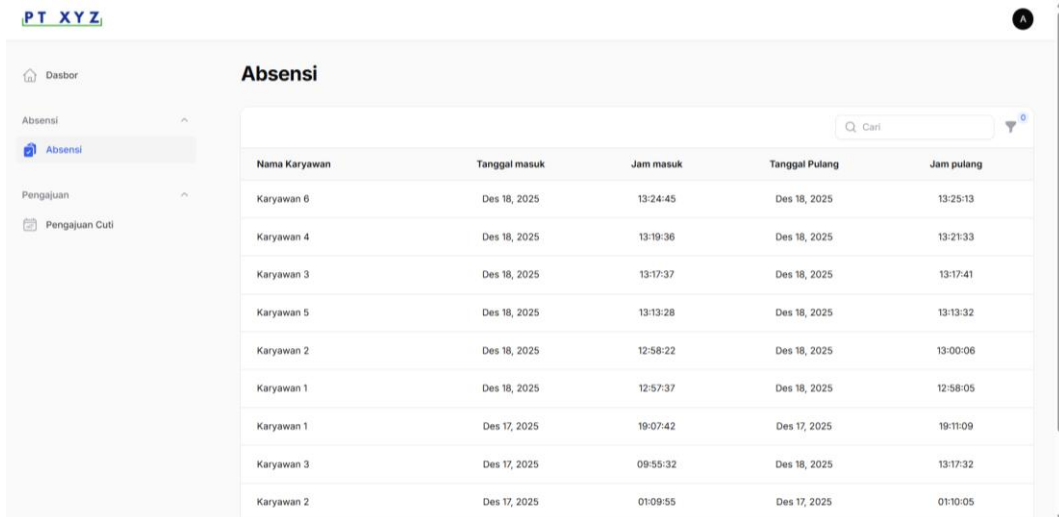 PT XYZ
A
Dasbor
Absensi
Absensi
Pengajuan
Pengajuan Cuti
Absensi
Cari
0
Nama Karyawan Tanggal masuk Jam masuk Tanggal Pulang Jam pulang
Karyawan 6 Des 18, 2025 13:24:45 Des 18, 2025 13:25:13
Karyawan 4 Des 18, 2025 13:19:36 Des 18, 2025 13:21:33
Karyawan 3 Des 18, 2025 13:17:37 Des 18, 2025 13:17:41
Karyawan 5 Des 18, 2025 13:13:28 Des 18, 2025 13:13:32
Karyawan 2 Des 18, 2025 12:58:22 Des 18, 2025 13:00:06
Karyawan 1 Des 18, 2025 12:57:37 Des 18, 2025 12:58:05
Karyawan 1 Des 17, 2025 19:07:42 Des 17, 2025 19:11:09
Karyawan 3 Des 17, 2025 09:55:32 Des 18, 2025 13:17:32
Karyawan 2 Des 17, 2025 01:09:55 Des 17, 2025 01:10:05